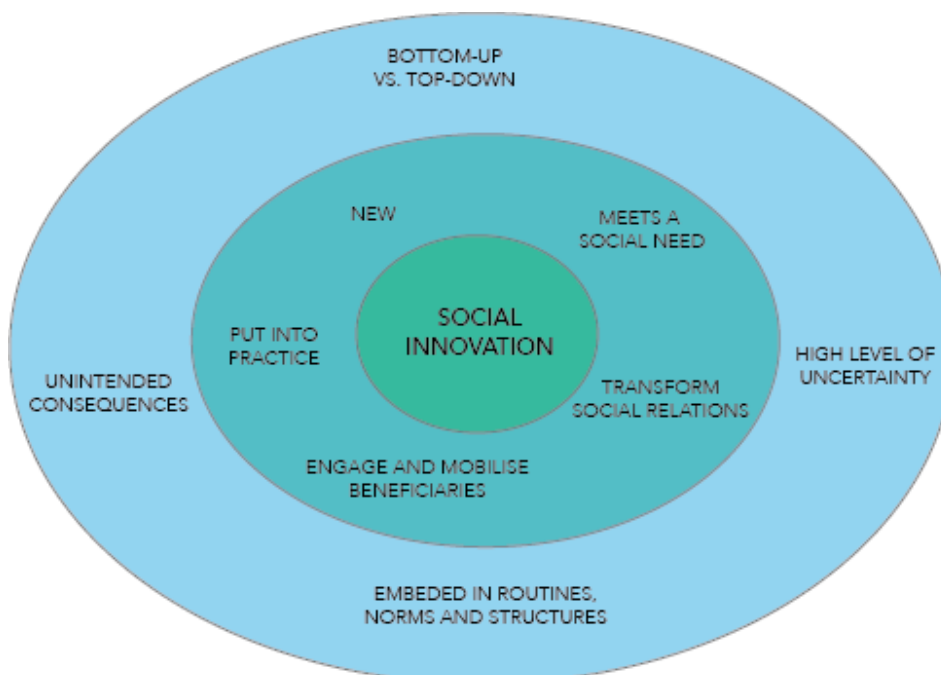 BOTTOM-UP
VS. TOP-DOWN
NEW
MEETS A
SOCIAL NEED
SOCIAL
INNOVATION
PUT INTO
PRACTICE
HIGH LEVEL OF
UNCERTAINTY
UNINTENDED
CONSEQUENCES
TRANSFORM
SOCIAL RELATIONS
ENGAGE AND MOBILISE
BENEFICIARIES
EMBEDED IN ROUTINES,
NORMS AND STRUCTURES